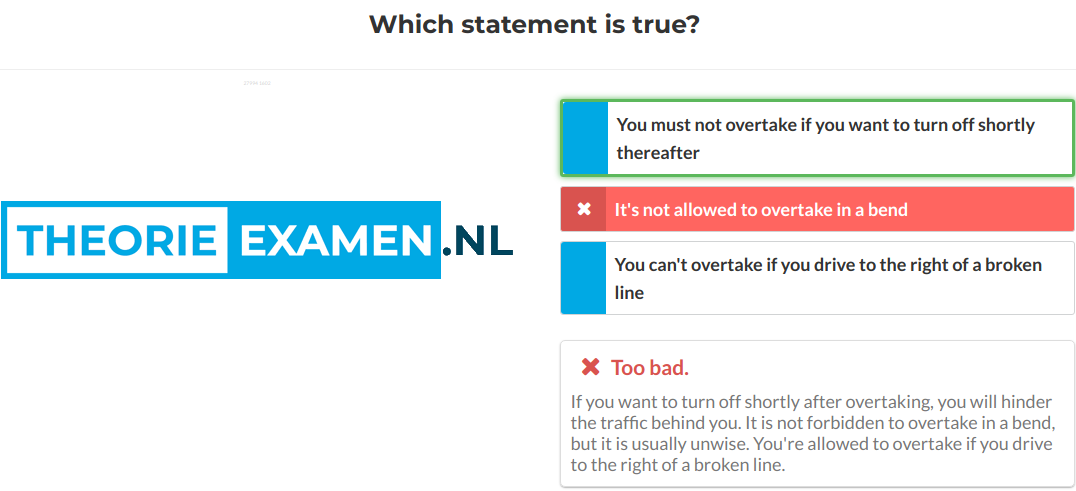 Which statement is true?
You must not overtake if you want to turn off shortly
thereafter
THEORIE EXAMEN.NL
It's not allowed to overtake in a bend
You can't overtake if you drive to the right of a broken
line
Too bad.
If you want to turn off shortly after overtaking, you will hinder
the traffic behind you. It is not forbidden to overtake in a bend,
but it is usually unwise. You're allowed to overtake if you drive
to the right of a broken line.